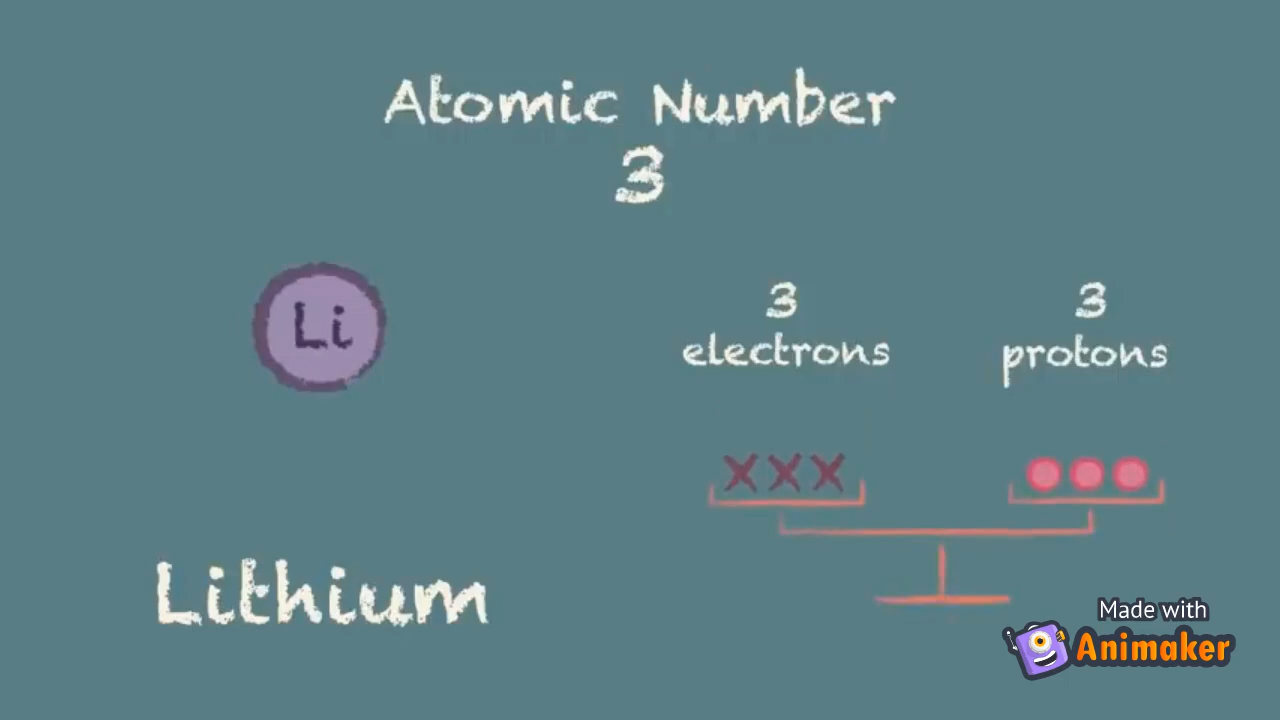 Atomic Number
3
Li
3
electrons
3
protons
Lithium
Made with
Animaker